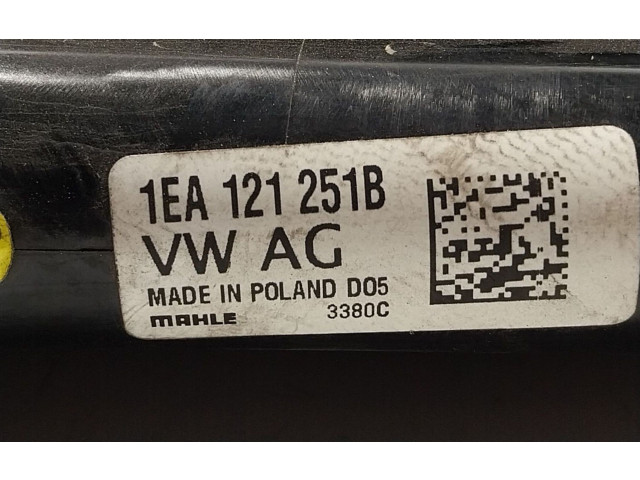 1EA 121 251B
VW AG
MADE IN POLAND D05
MAHLE 3380C